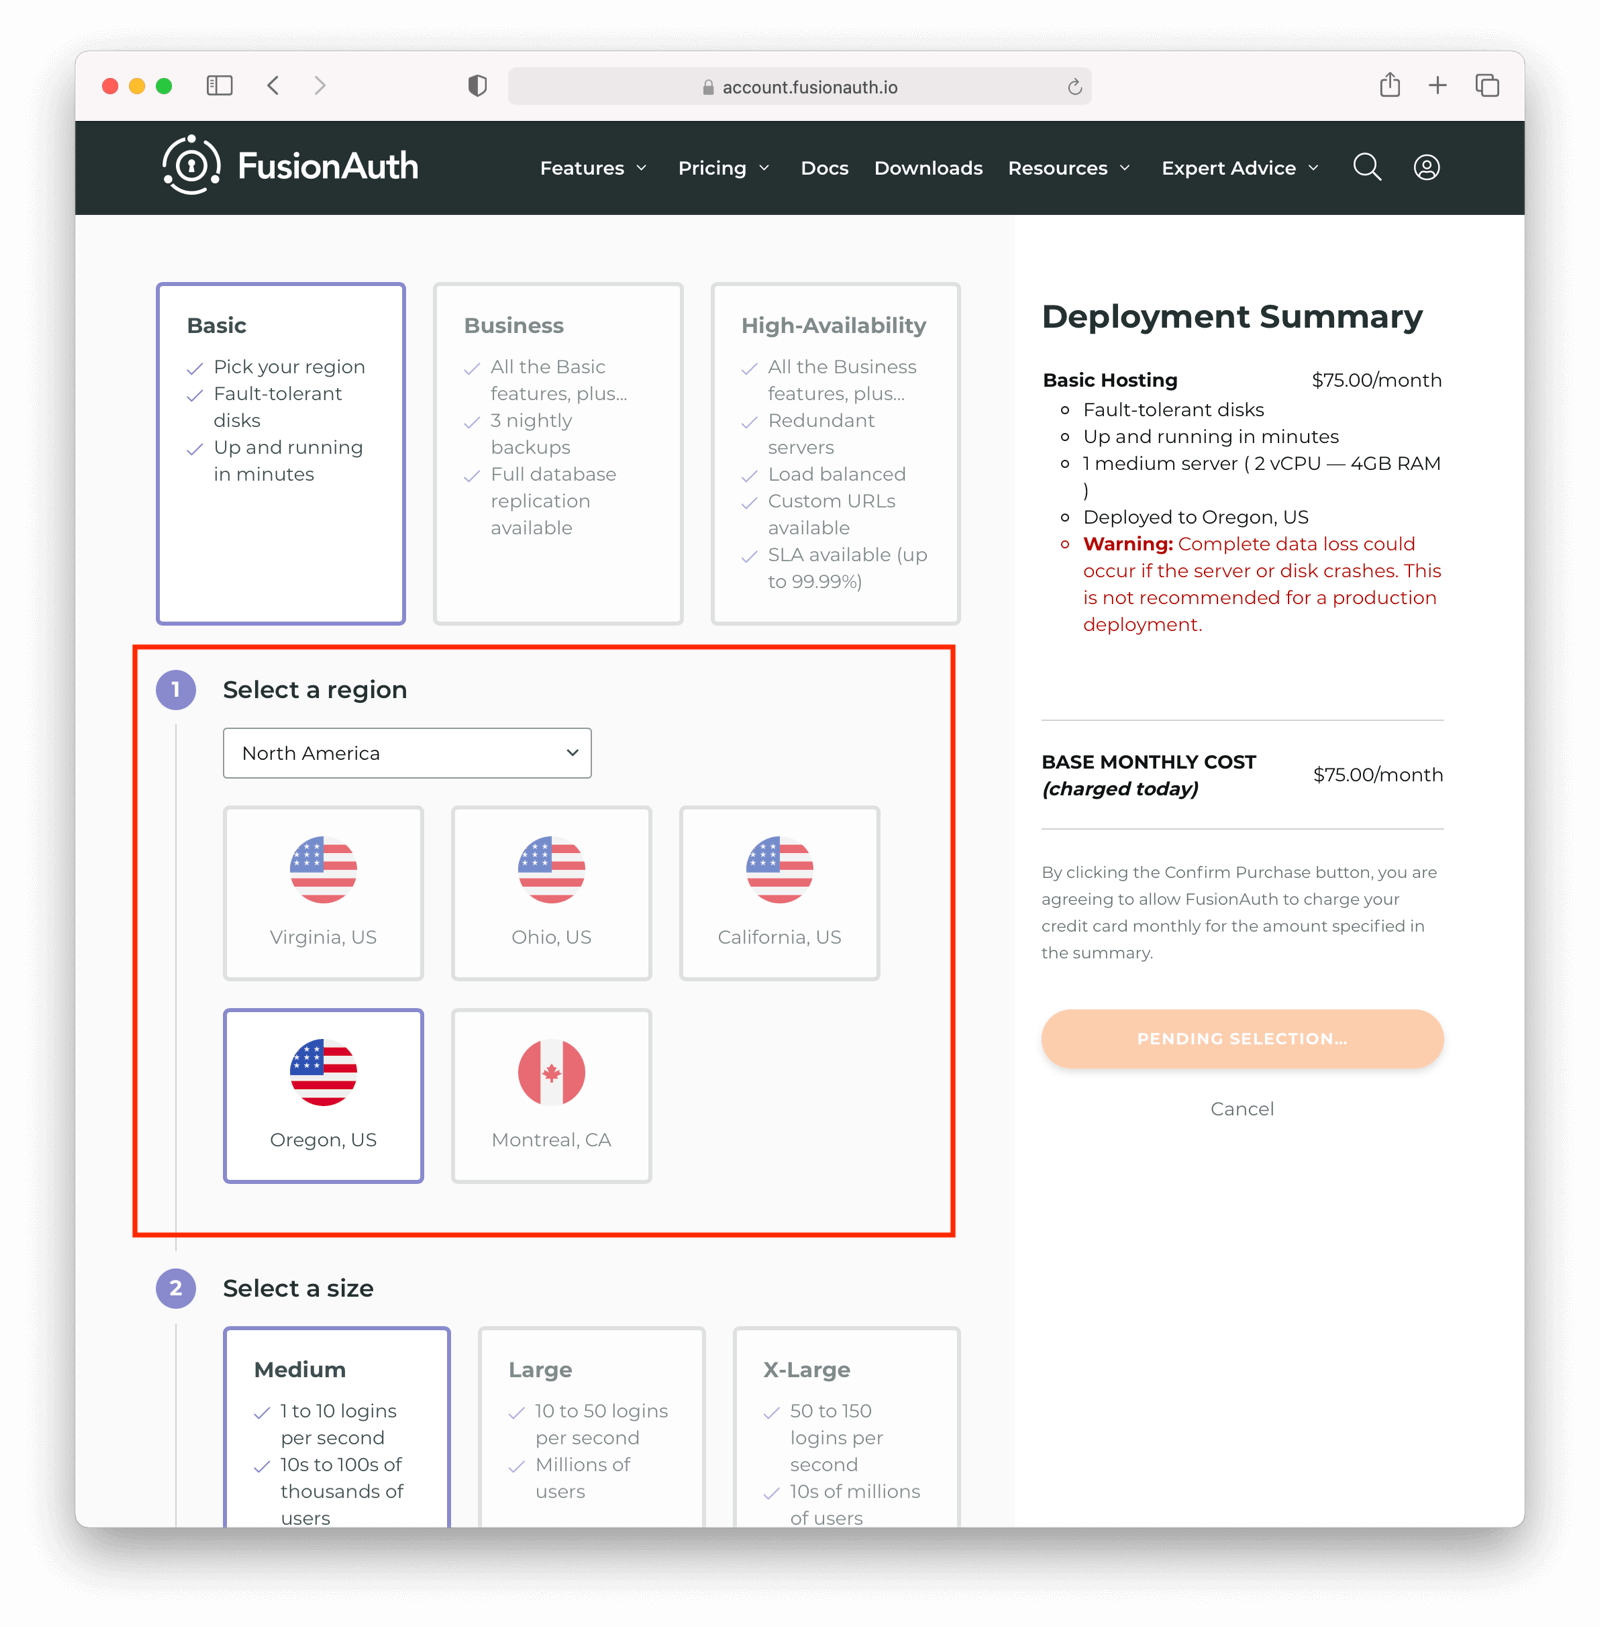 account.fusionauth.io
FusionAuth
Features
Pricing
Docs
Downloads
Resources
Expert Advice
Basic
Pick your region
Fault-tolerant
disks
Up and running
in minutes
Business
All the Basic
features, plus...
3 nightly
backups
Full database
replication
available
High-Availability
All the Business
features, plus...
Redundant
servers
Load balanced
Custom URLs
available
SLA available (up
to 99.99%)
1
Select a region
North America
Virginia, US
Ohio, US
California, US
Oregon, US
Montreal, CA
2
Select a size
Medium
1 to 10 logins
per second
10s to 100s of
thousands of
users
Large
10 to 50 logins
per second
Millions of
users
X-Large
50 to 150
logins per
second
10s of millions
of users
Deployment Summary
Basic Hosting $75.00/month
Fault-tolerant disks
Up and running in minutes
1 medium server ( 2 vCPU — 4GB RAM
)
Deployed to Oregon, US
Warning: Complete data loss could
occur if the server or disk crashes. This
is not recommended for a production
deployment.
BASE MONTHLY COST
(charged today)
$75.00/month
By clicking the Confirm Purchase button, you are
agreeing to allow FusionAuth to charge your
credit card monthly for the amount specified in
the summary.
PENDING SELECTION...
Cancel